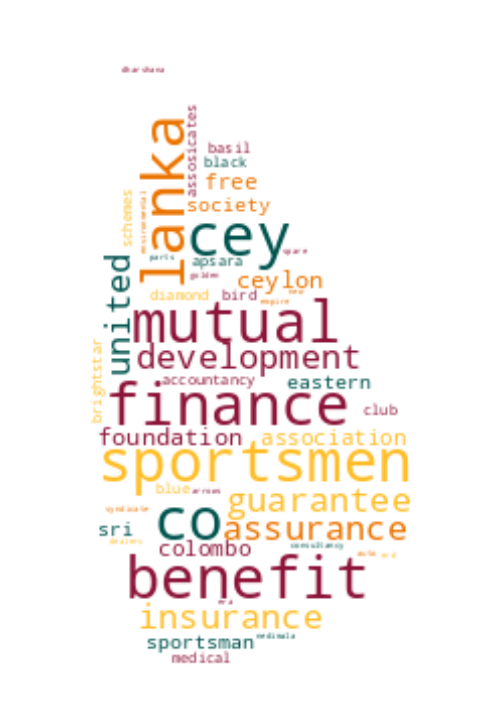 dharshana
lanka
assosicates
basil
black
free
schemes
environmental
society
cey
spare
parts
apsara
golden
united
ceylon
diamond
bird
empire
mutual
development
brightstar
accountancy
eastern
finance
club
foundation
association
sportsmen
blue
arrows
guarantee
syndicate
co
sri
assurance
colombo
consultancy
auto
benefit
insurance
sportsman
medical